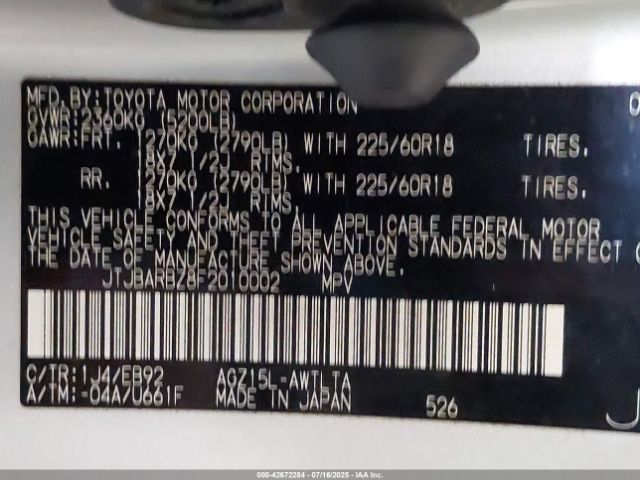 MFD.BY:TOYOTA MOTOR CORPORATION
GVWR:2360KG (5200LB)
GAWR:FRT. 1270KG (2790LB) WITH 225/60R18 TIRES.
18X7 1/2J RIMS.
RR. 1270KG (2790LB) WITH 225/60R18 TIRES.
18X7 1/2J RIMS.
THIS VEHICLE CONFORMS TO ALL APPLICABLE FEDERAL MOTOR
VEHICLE SAFETY AND THEFT PREVENTION STANDARDS IN EFFECT
THE DATE OF MANUFACTURE SHOWN ABOVE.
JTJBARBZ8F2010002 MPV
C/TR:1J4/EB92 AGZ15L-AWTLTA
A/TM:-04A/U661F MADE IN JAPAN 526
000-42672284 - 07/16/2025 - IAA Inc.